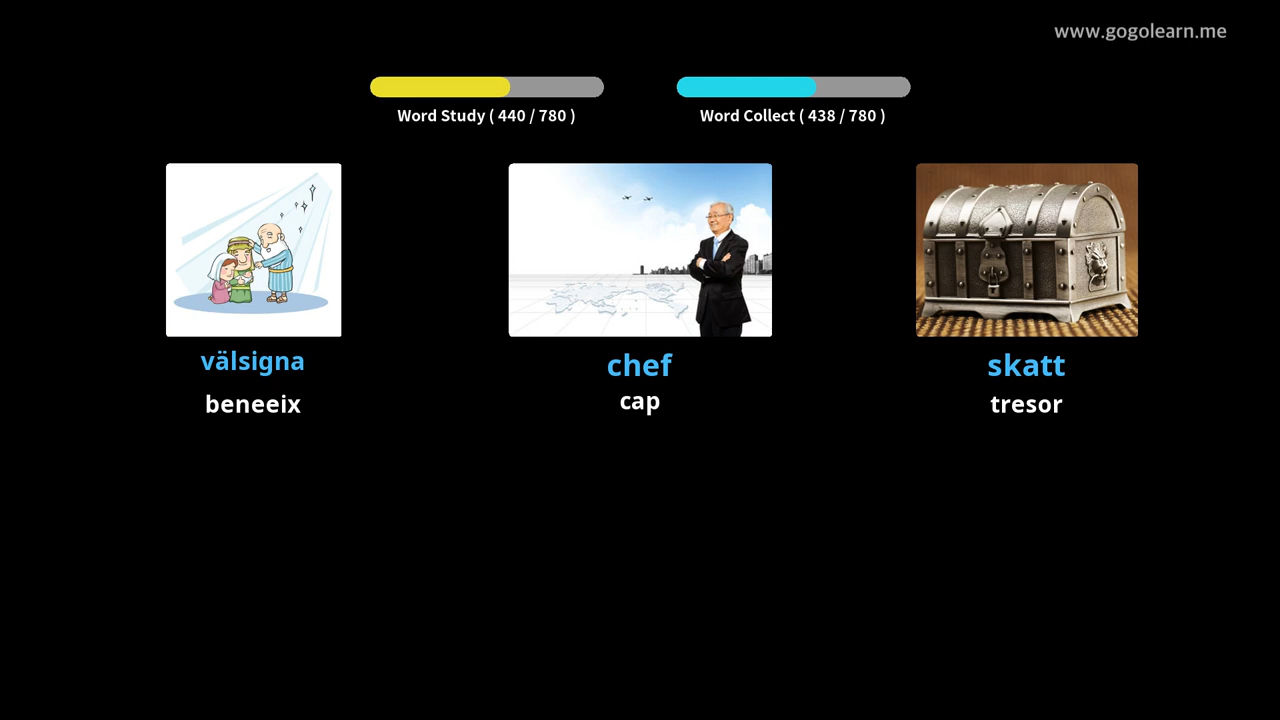 www.gogolearn.me
Word Study ( 440 / 780 )
Word Collect ( 438 / 780 )
välsigna
beneeix
chef
cap
skatt
tresor